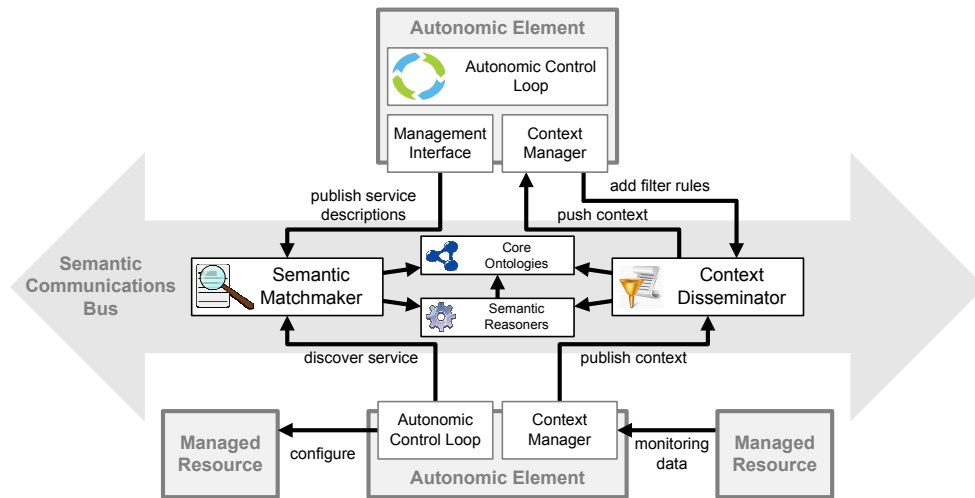 Autonomic Element
Autonomic Control
Loop
Management
Interface
Context
Manager
publish service
descriptions
add filter rules
push context
Semantic
Communications
Bus
Semantic
Matchmaker
Core
Ontologies
Semantic
Reasoners
Context
Disseminator
discover service
publish context
Managed
Resource
configure
Autonomic
Control Loop
Context
Manager
monitoring
data
Managed
Resource
Autonomic Element